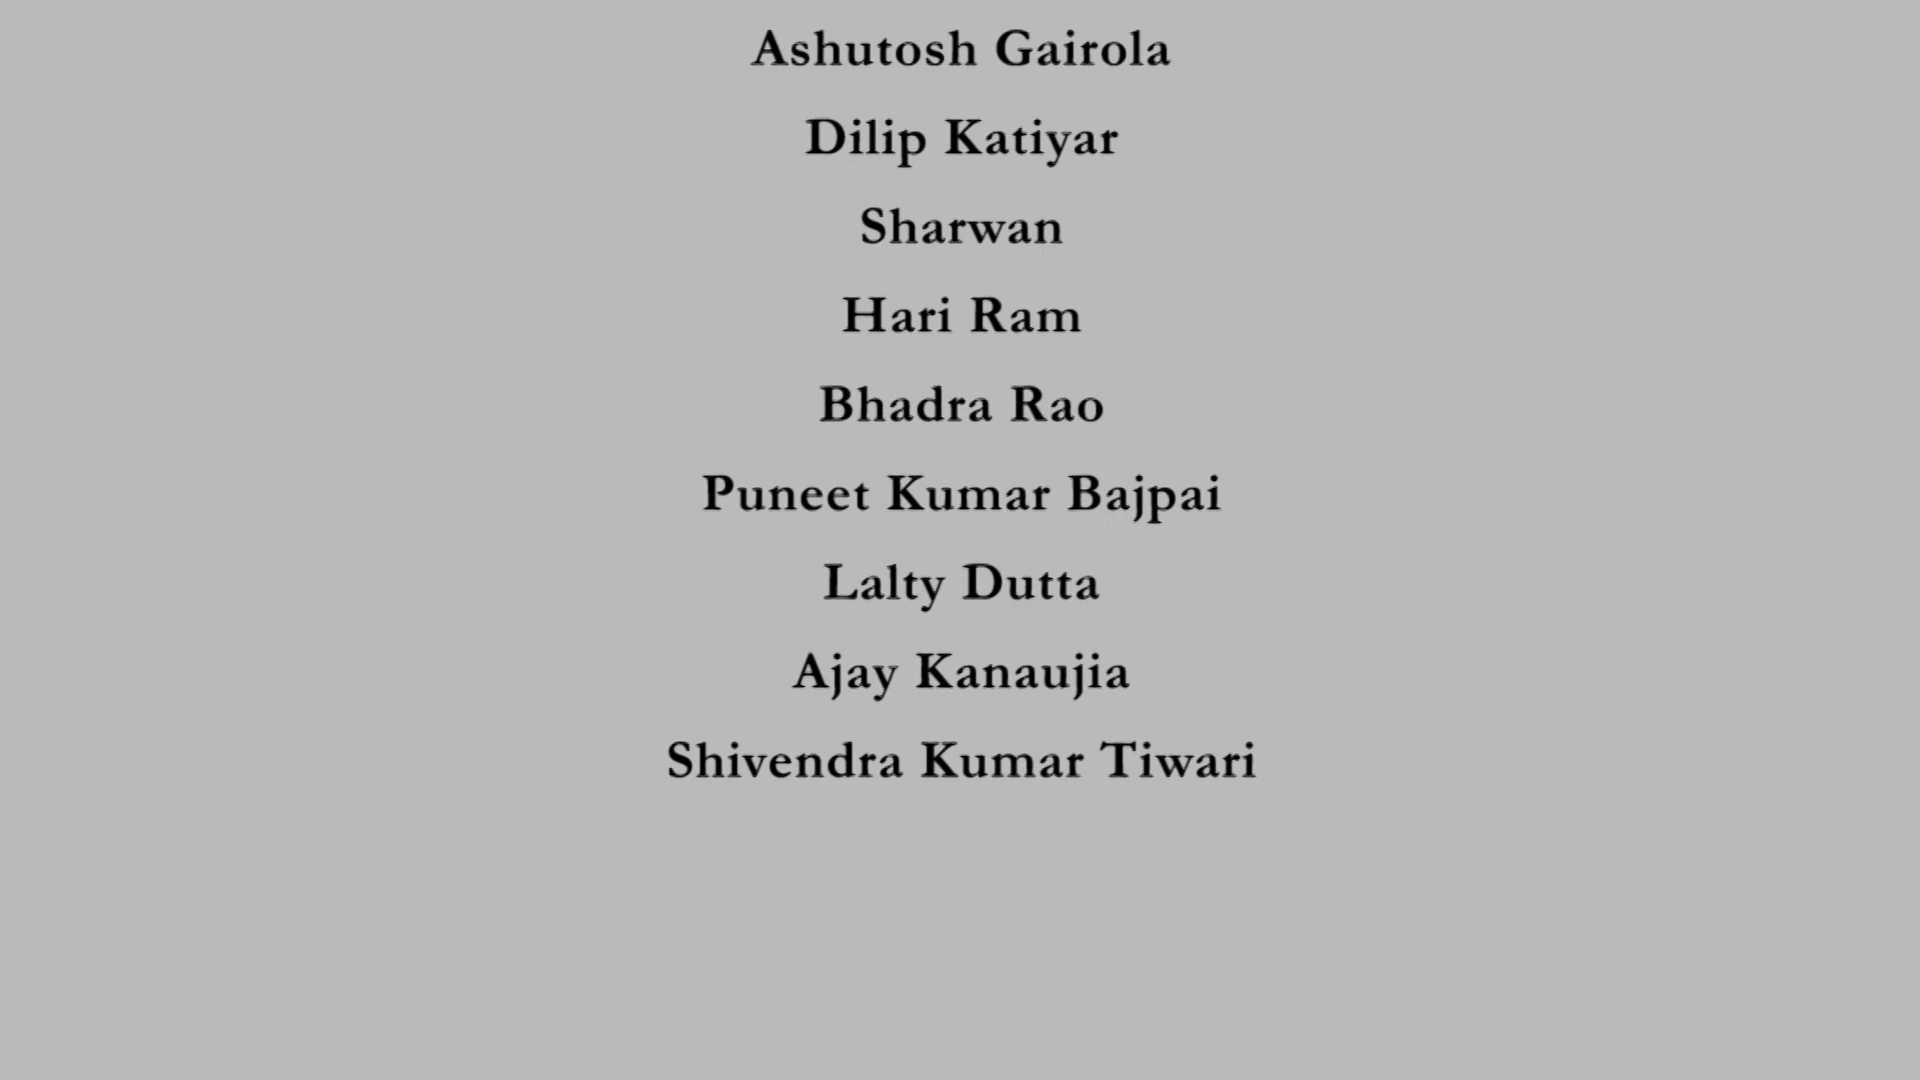 Ashutosh Gairola
Dilip Katiyar
Sharwan
Hari Ram
Bhadra Rao
Puneet Kumar Bajpai
Lalty Dutta
Ajay Kanaujia
Shivendra Kumar Tiwari